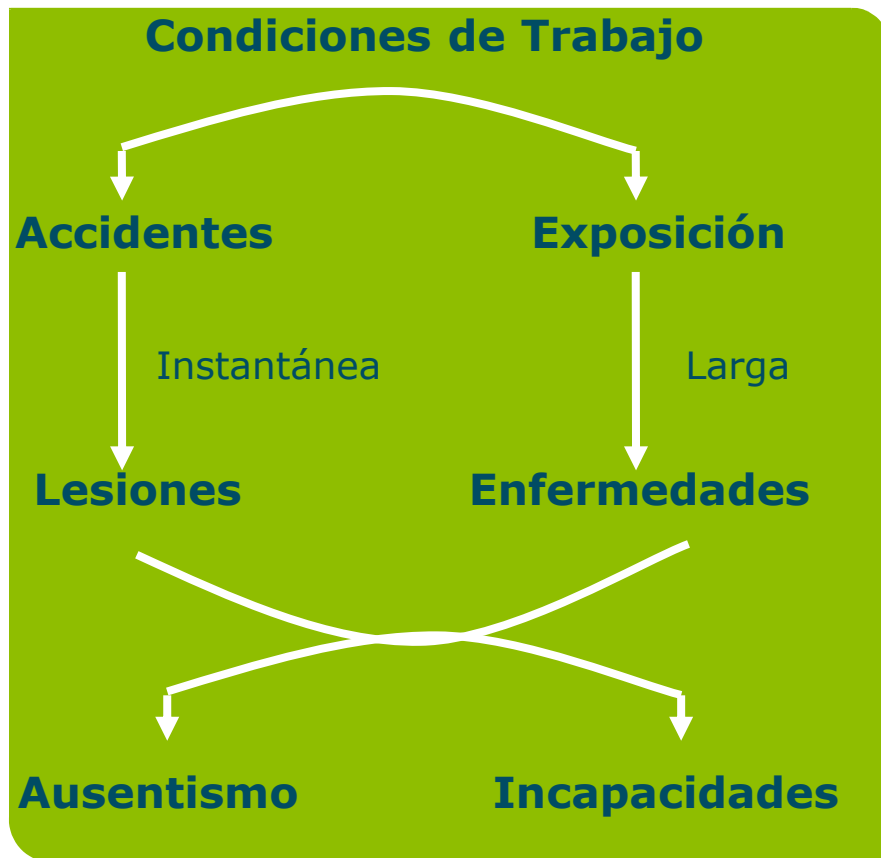 Condiciones de Trabajo
Accidentes Exposición
Instantánea Larga
Lesiones Enfermedades
Ausentismo Incapacidades